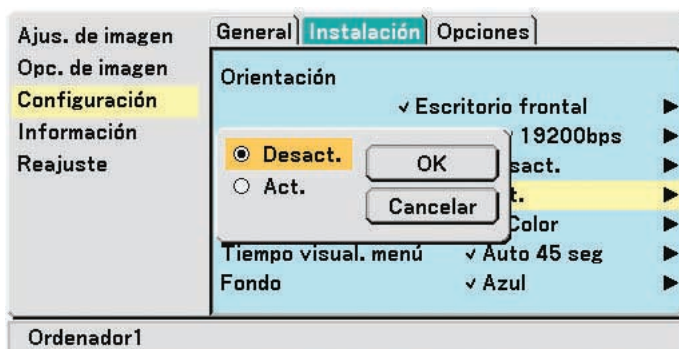 Ajus. de imagen
Opc. de imagen
Configuración
Información
Reajuste
General Instalación Opciones
Orientación
✓ Escritorio frontal
19200bps
Desact.
Act.
OK
Cancelar
Color
Tiempo visual. menú ✓ Auto 45 seg
Fondo ✓ Azul
Ordenador1